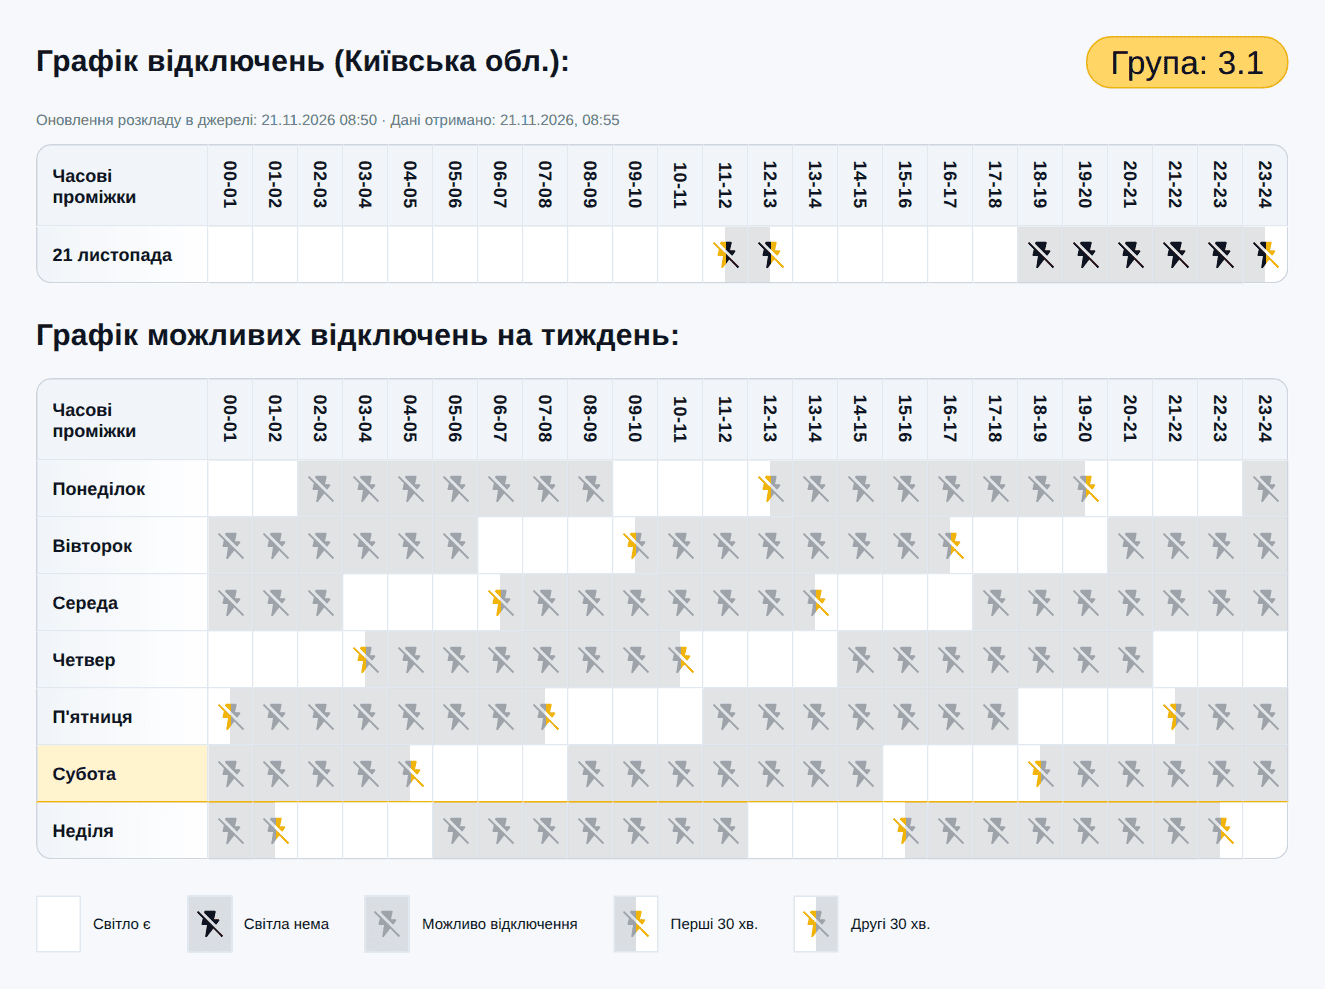 Графік відключень (Київська обл.):
Група: 3.1
Оновлення розкладу в джерелі: 21.11.2026 08:50 · Дані отримано: 21.11.2026, 08:55
Часові
проміжки
00-01 01-02 02-03 03-04 04-05 05-06 06-07 07-08 08-09 09-10 10-11 11-12 12-13 13-14 14-15 15-16 16-17 17-18 18-19 19-20 20-21 21-22 22-23 23-24
21 листопада
Графік можливих відключень на тиждень:
Часові
проміжки
00-01 01-02 02-03 03-04 04-05 05-06 06-07 07-08 08-09 09-10 10-11 11-12 12-13 13-14 14-15 15-16 16-17 17-18 18-19 19-20 20-21 21-22 22-23 23-24
Понеділок
Вівторок
Середа
Четвер
П'ятниця
Субота
Неділя
Світло є
Світла нема
Можливо відключення
Перші 30 хв.
Другі 30 хв.